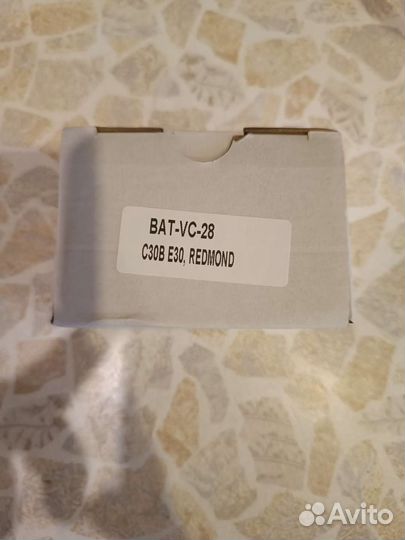 BAT-VC-28
C30B E30, REDMOND
Avito